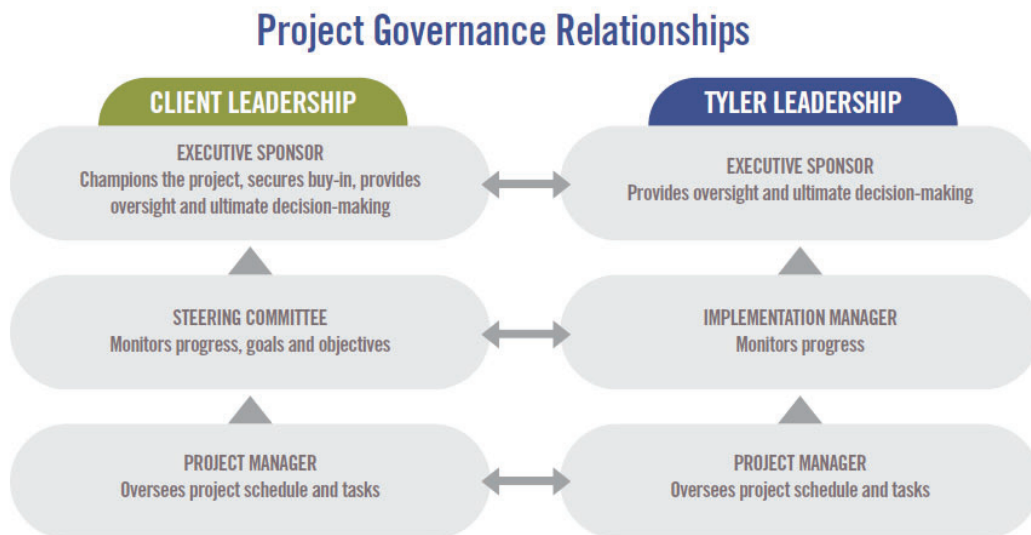 Project Governance Relationships
CLIENT LEADERSHIP
EXECUTIVE SPONSOR
Champions the project, secures buy-in, provides
oversight and ultimate decision-making
STEERING COMMITTEE
Monitors progress, goals and objectives
PROJECT MANAGER
Oversees project schedule and tasks
TYLER LEADERSHIP
EXECUTIVE SPONSOR
Provides oversight and ultimate decision-making
IMPLEMENTATION MANAGER
Monitors progress
PROJECT MANAGER
Oversees project schedule and tasks